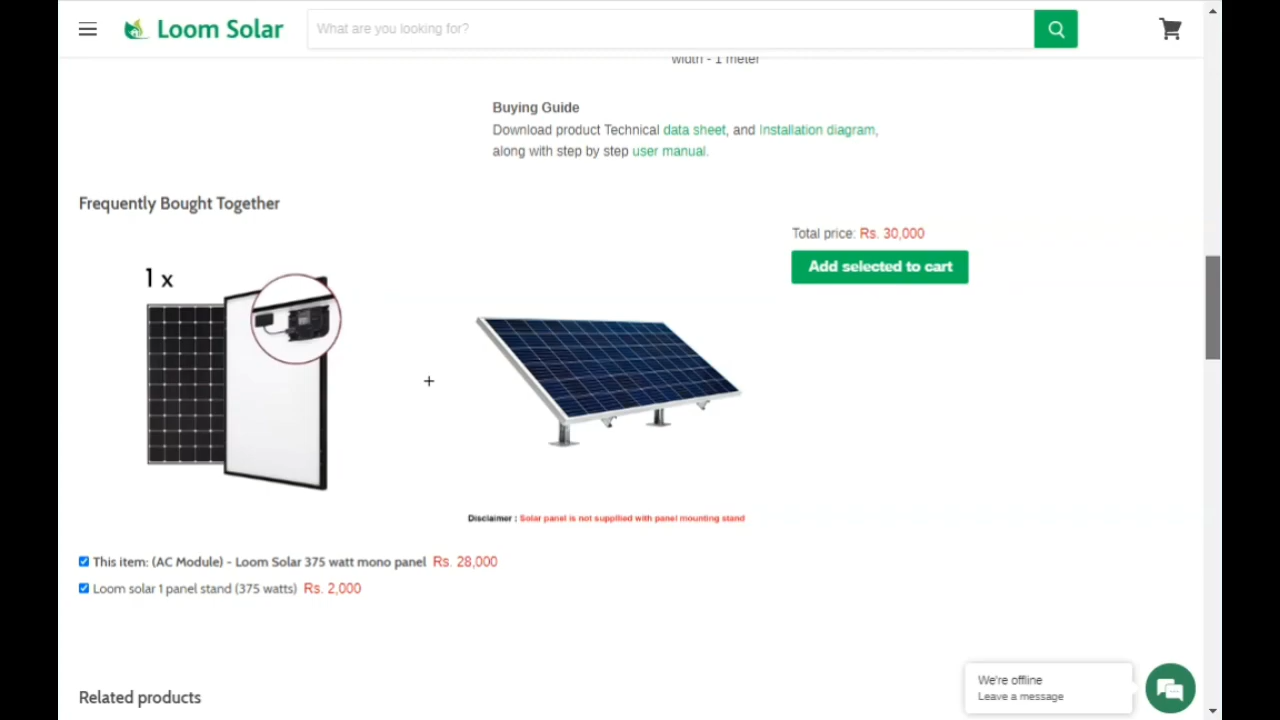 Loom Solar
What are you looking for?
width - 1 meter
Buying Guide
Download product Technical data sheet, and Installation diagram,
along with step by step user manual.
Frequently Bought Together
Total price: Rs. 30,000
Add selected to cart
1 x
+
Disclaimer : Solar panel is not suppllied with panel mounting stand
This item: (AC Module) - Loom Solar 375 watt mono panel Rs. 28,000
Loom solar 1 panel stand (375 watts) Rs. 2,000
Related products
We're offline
Leave a message